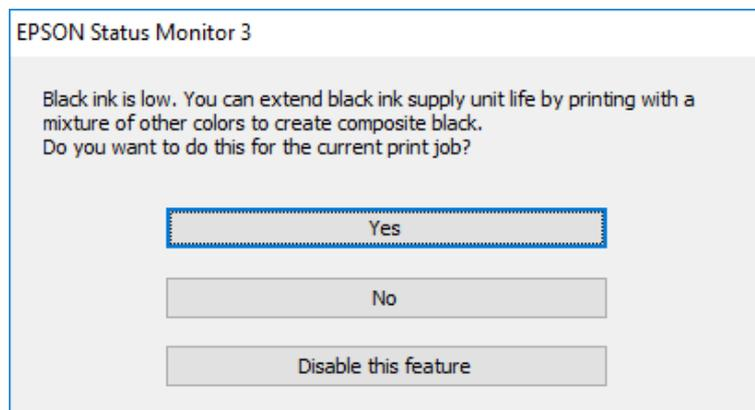 EPSON Status Monitor 3
Black ink is low. You can extend black ink supply unit life by printing with a
mixture of other colors to create composite black.
Do you want to do this for the current print job?
Yes
No
Disable this feature